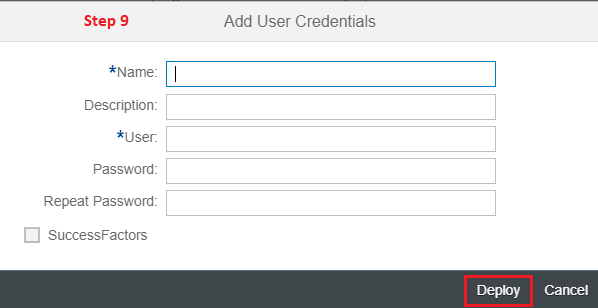 Step 9 Add User Credentials
*Name:
Description:
*User:
Password:
Repeat Password:
SuccessFactors
Deploy Cancel